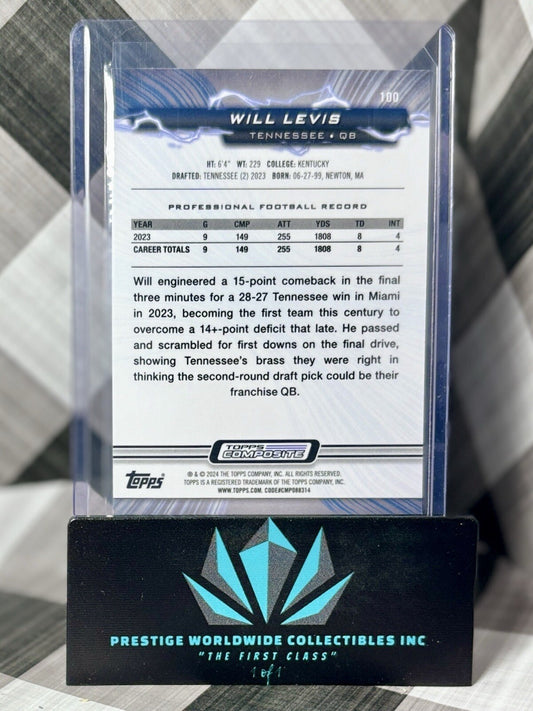 100
WILL LEVIS
TENNESSEE • QB
HT: 6'4" WT: 229 COLLEGE: KENTUCKY
DRAFTED: TENNESSEE (2) 2023 BORN: 06-27-99, NEWTON, MA
PROFESSIONAL FOOTBALL RECORD
YEAR G CMP ATT YDS TD INT
2023 9 149 255 1808 8 4
CAREER TOTALS 9 149 255 1808 8 4
Will engineered a 15-point comeback in the final
three minutes for a 28-27 Tennessee win in Miami
in 2023, becoming the first team this century to
overcome a 14+-point deficit that late. He passed
and scrambled for first downs on the final drive,
showing Tennessee's brass they were right in
thinking the second-round draft pick could be their
franchise QB.
TOPPS
COMPOSITE
Topps
® & © 2024 THE TOPPS COMPANY, INC. ALL RIGHTS RESERVED.
TOPPS IS A REGISTERED TRADEMARK OF THE TOPPS COMPANY, INC.
WWW.TOPPS.COM. CODE#CMP088314
PRESTIGE WORLDWIDE COLLECTIBLES INC
"THE FIRST CLASS"
1 of 1